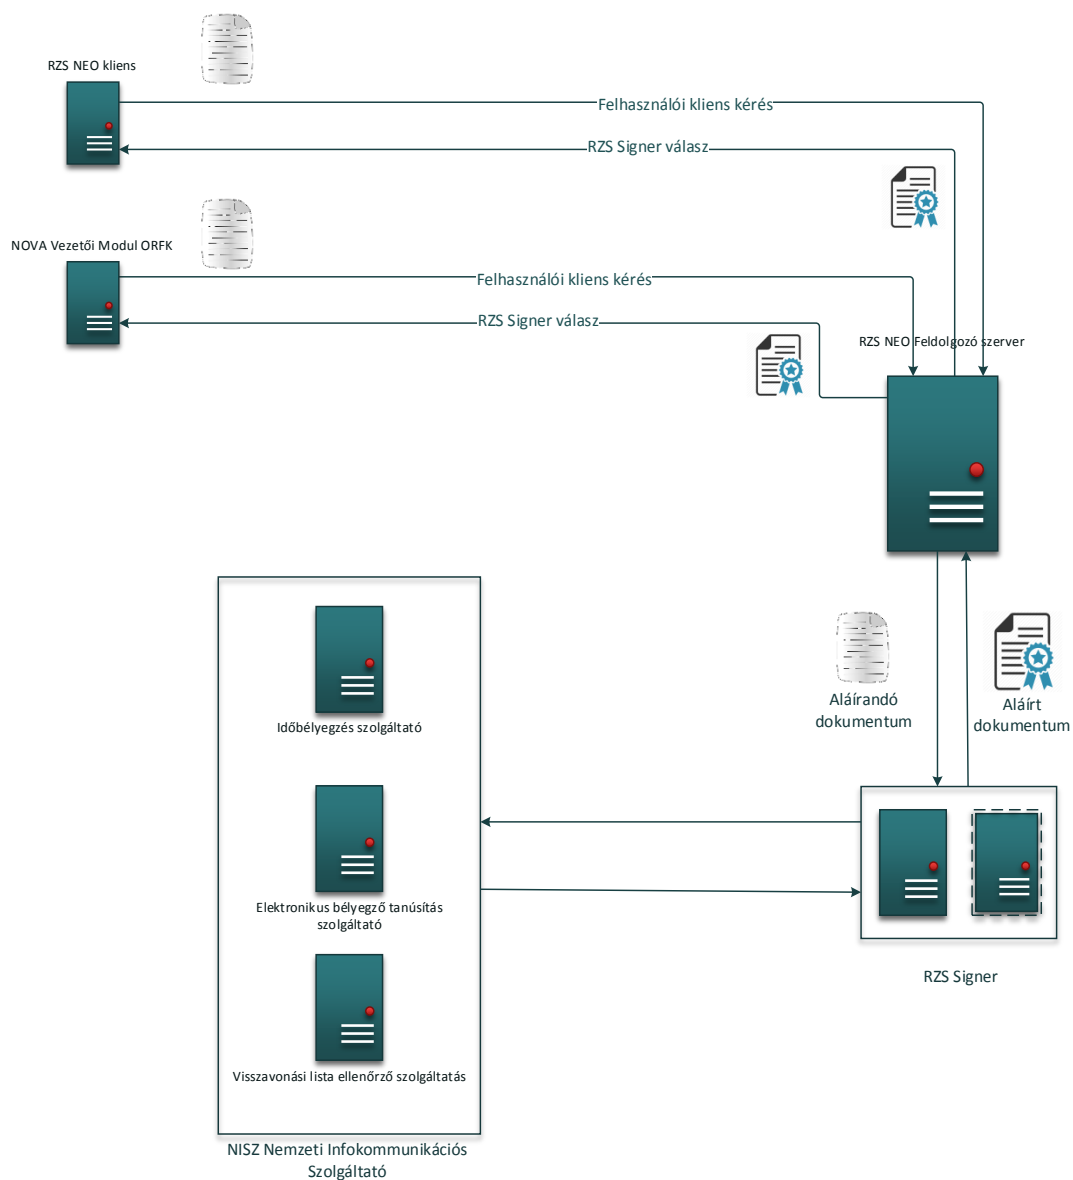 RZS NEO kliens
Felhasználói kliens kérés
RZS Signer válasz
NOVA Vezetői Modul ORFK
Felhasználói kliens kérés
RZS Signer válasz
RZS NEO Feldolgozó szerver
Aláírandó
dokumentum
Aláírt
dokumentum
Időbélyegzés szolgáltató
Elektronikus bélyegző tanúsítás
szolgáltató
RZS Signer
Visszavonási lista ellenőrző szolgáltatás
NISZ Nemzeti Infokommunikációs
Szolgáltató